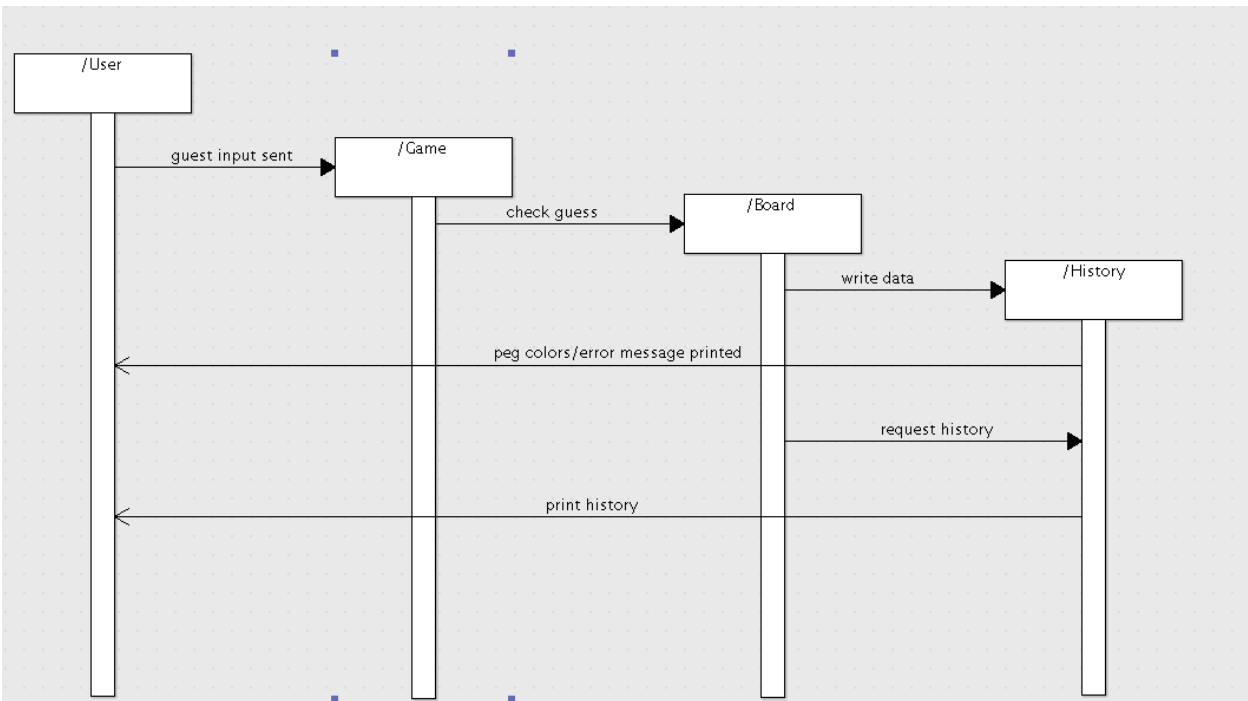 /User
guest input sent
/Game
check guess
/Board
write data
/History
peg colors/error message printed
request history
print history